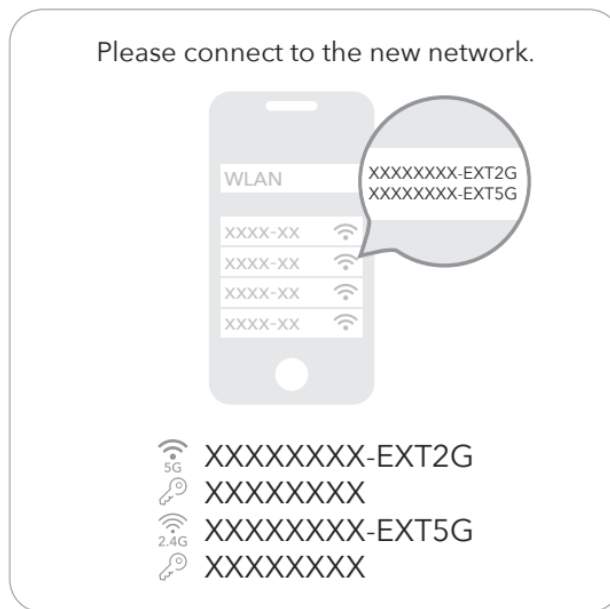 Please connect to the new network.
WLAN
XXXXXXXX-EXT2G
XXXXXXXX-EXT5G
XXXX-XX
XXXX-XX
XXXX-XX
XXXX-XX
5G XXXXXXXX-EXT2G
XXXXXXXX
2.4G XXXXXXXX-EXT5G
XXXXXXXX